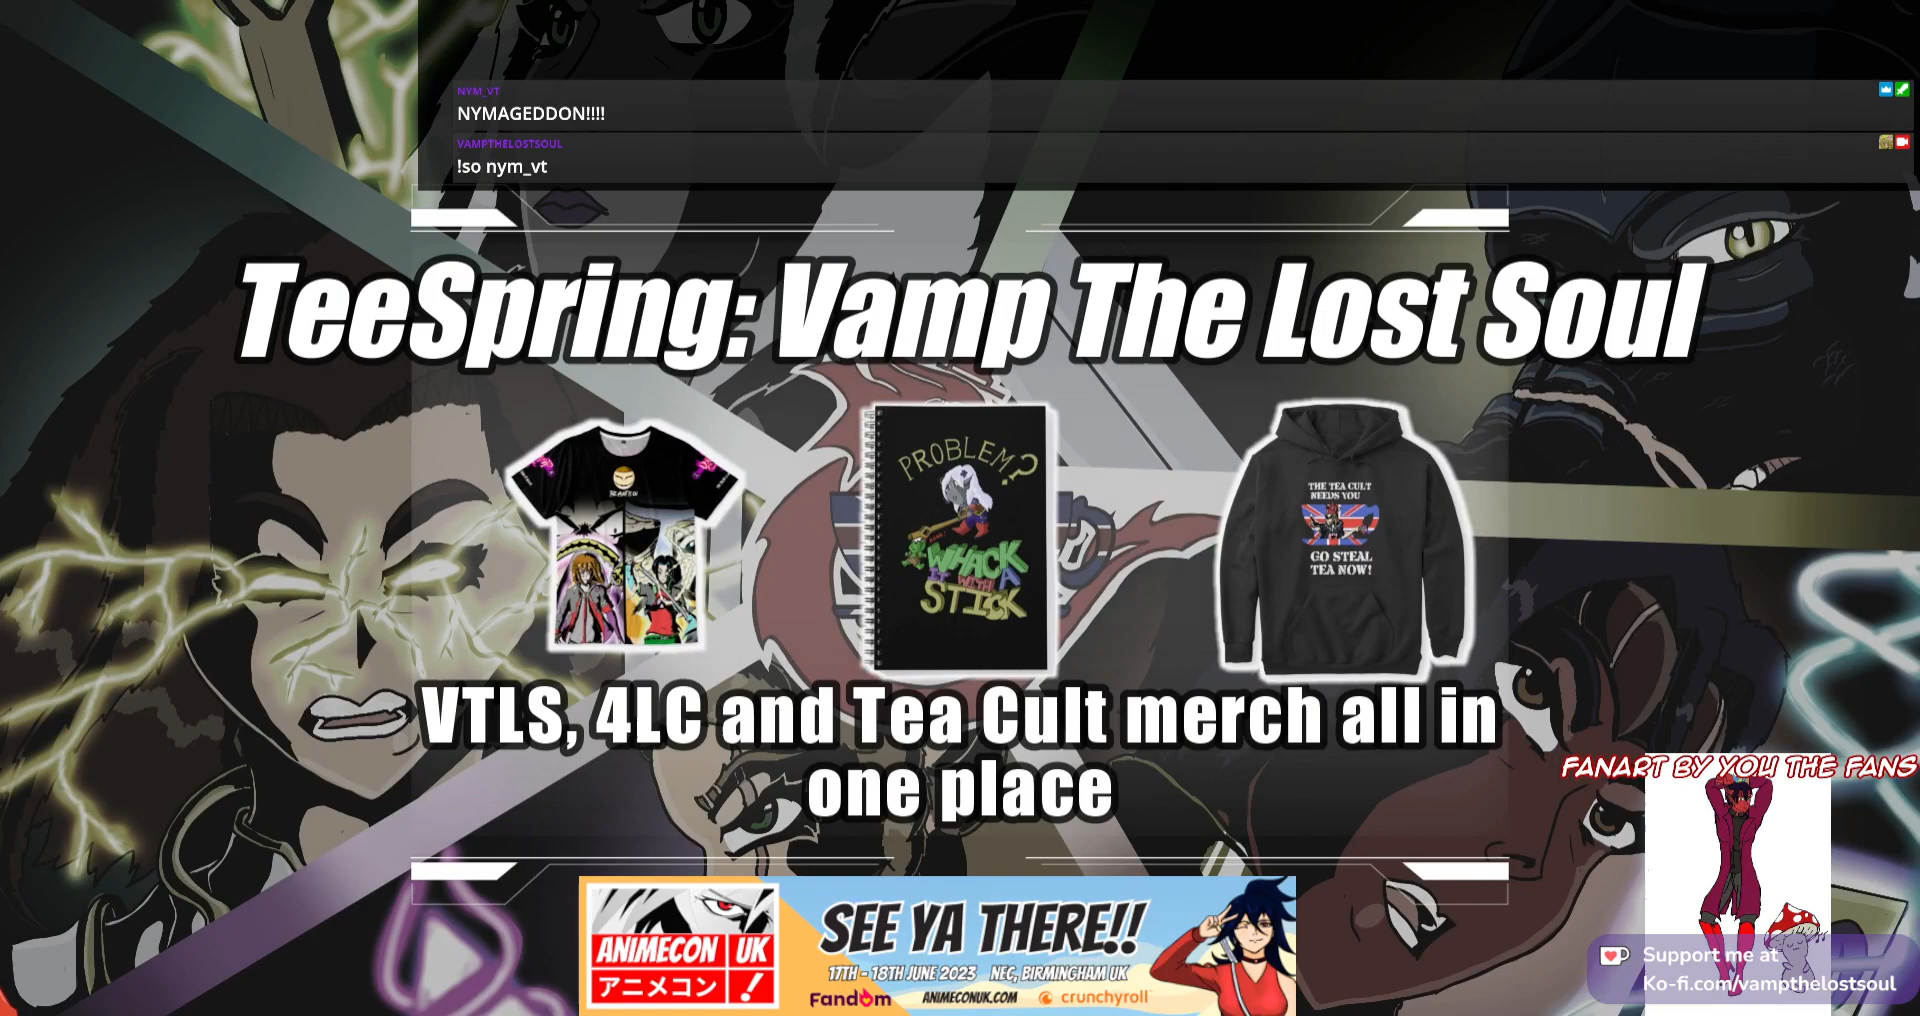 NYM_VT
NYMAGEDDON!!!!
VAMPTHELOSTSOUL
!so nym_vt
TeeSpring: Vamp The Lost Soul
PROBLEM?
WHACK
IT WITH A
STICK
THE TEA CULT
NEEDS YOU
GO STEAL
TEA NOW!
VTLS, 4LC and Tea Cult merch all in
one place
FANART BY YOU THE FANS
ANIMECON UK
アニメコン !
SEE YA THERE!!
17TH - 18TH JUNE 2023 NEC, BIRMINGHAM UK
Fandom ANIMECONUK.COM crunchyroll
Support me at
Ko-fi.com/vampthelostsoul